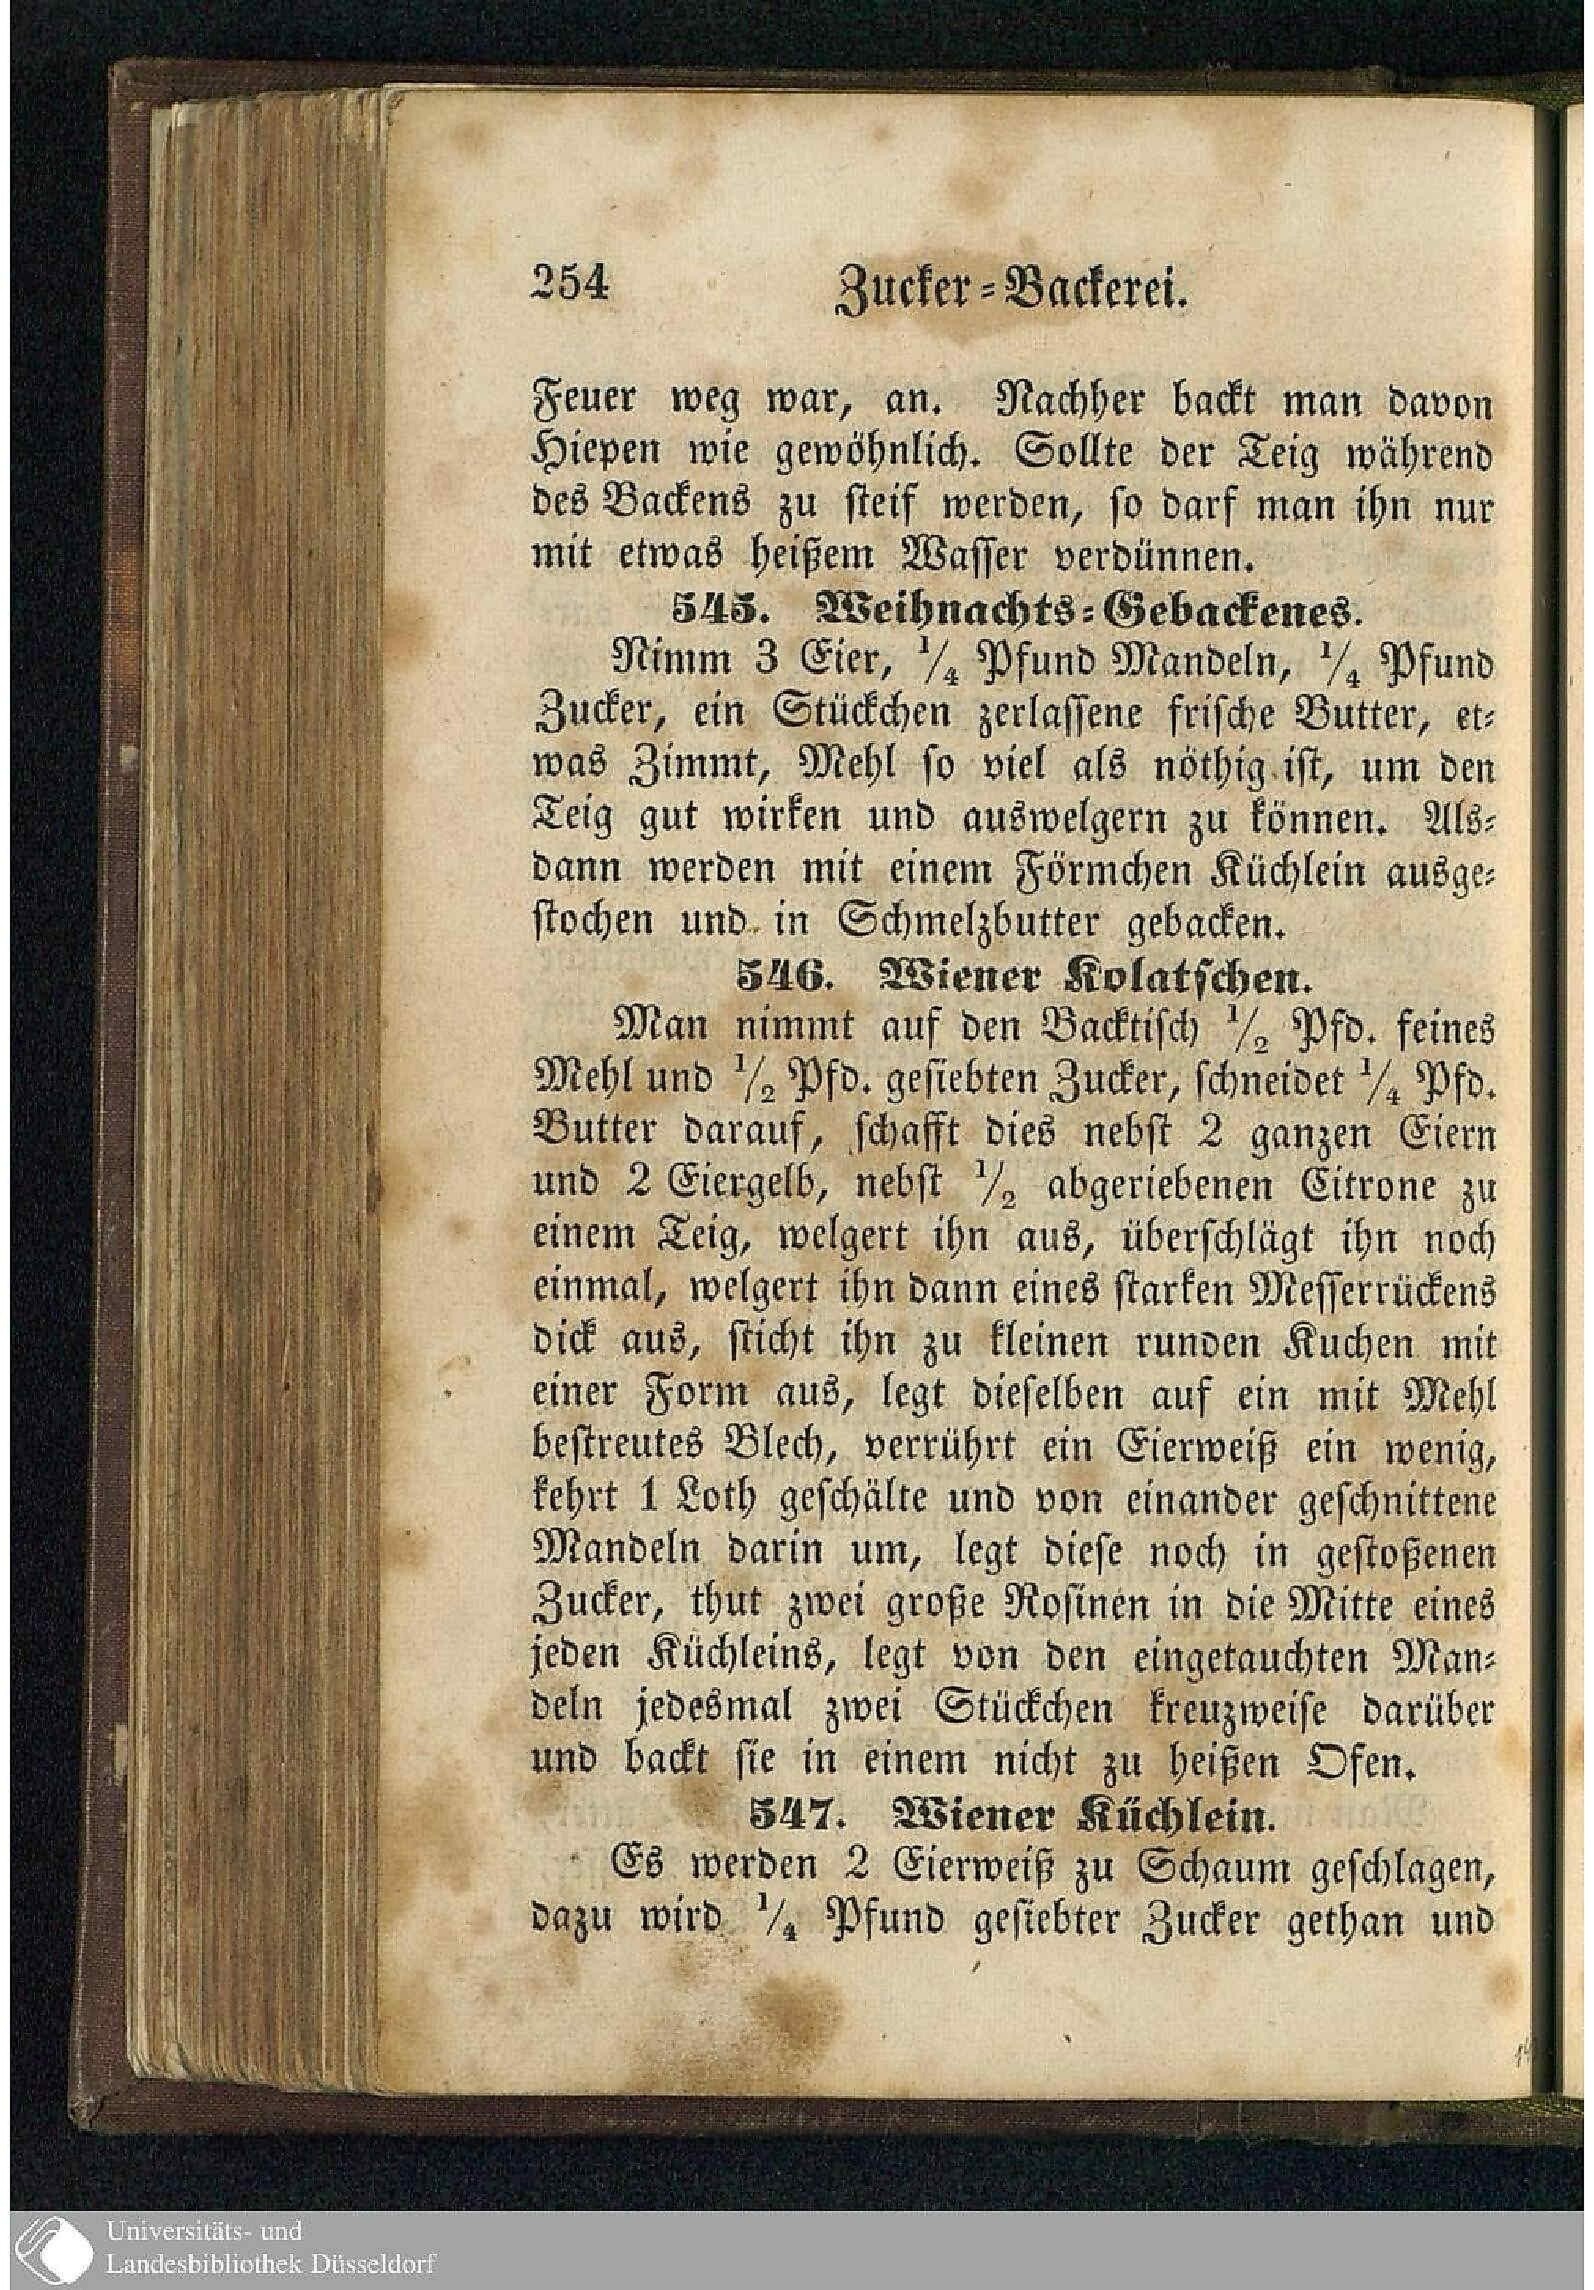 254 Zucker=Backerei.
Feuer weg war, an. Nachher backt man davon
Hiepen wie gewöhnlich. Sollte der Teig während
des Backens zu steif werden, so darf man ihn nur
mit etwas heißem Wasser verdünnen.
545. Weihnachts=Gebackenes.
Nimm 3 Eier, 1/4 Pfund Mandeln, 1/4 Pfund
Zucker, ein Stückchen zerlassene frische Butter, et=
was Zimmt, Mehl so viel als nöthig ist, um den
Teig gut wirken und auswelgern zu können. Als=
dann werden mit einem Förmchen Küchlein ausge=
stochen und in Schmelzbutter gebacken.
546. Wiener Kolatschen.
Man nimmt auf den Backtisch 1/2 Pfd. feines
Mehl und 1/2 Pfd. gesiebten Zucker, schneidet 1/4 Pfd.
Butter darauf, schafft dies nebst 2 ganzen Eiern
und 2 Eiergelb, nebst 1/2 abgeriebenen Citrone zu
einem Teig, welgert ihn aus, überschlägt ihn noch
einmal, welgert ihn dann eines starken Messerrückens
dick aus, sticht ihn zu kleinen runden Kuchen mit
einer Form aus, legt dieselben auf ein mit Mehl
bestreutes Blech, verrührt ein Eierweiß ein wenig,
kehrt 1 Loth geschälte und von einander geschnittene
Mandeln darin um, legt diese noch in gestoßenen
Zucker, thut zwei große Rosinen in die Mitte eines
jeden Küchleins, legt von den eingetauchten Man=
deln jedesmal zwei Stückchen kreuzweise darüber
und backt sie in einem nicht zu heißen Ofen.
547. Wiener Küchlein.
Es werden 2 Eierweiß zu Schaum geschlagen,
dazu wird 1/4 Pfund gesiebter Zucker gethan und
Universitäts- und
Landesbibliothek Düsseldorf